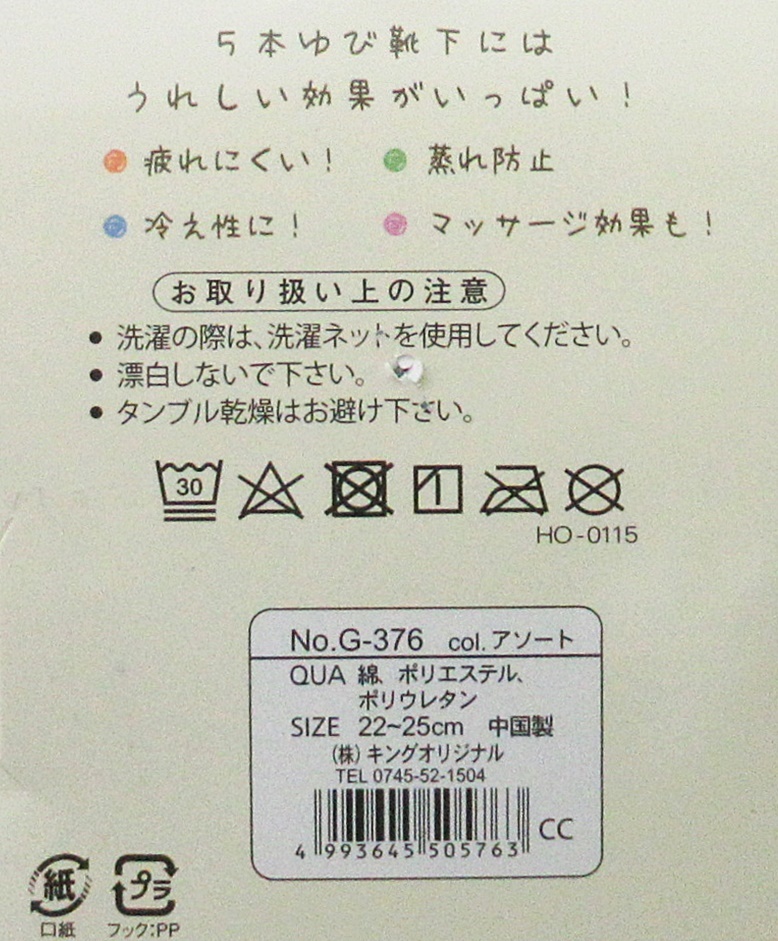 5本ゆび靴下には
うれしい効果がいっぱい!
疲れにくい! 蒸れ防止
冷え性に! マッサージ効果も!
お取り扱い上の注意
● 洗濯の際は、洗濯ネットを使用してください。
● 漂白しないで下さい。
● タンブル乾燥はお避け下さい。
30
HO-0115
No.G-376 col.アソート
QUA 綿、ポリエステル、
ポリウレタン
SIZE 22~25cm 中国製
(株)キングオリジナル
TEL 0745-52-1504
CC
4 993645 505763
紙 プラ
口紙 フック:PP